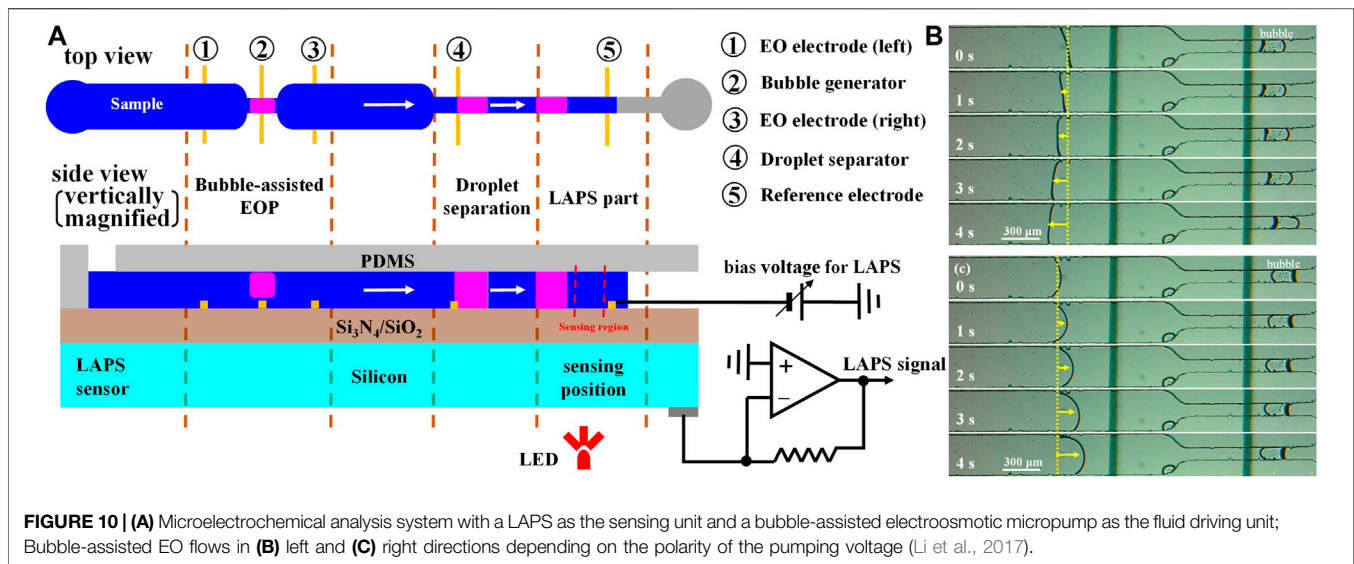 A
top view
① ② ③ ④ ⑤
Sample
① EO electrode (left)
② Bubble generator
③ EO electrode (right)
④ Droplet separator
⑤ Reference electrode
side view
(vertically
magnified)
Bubble-assisted
EOP
Droplet
separation
LAPS part
PDMS
Sensing region
Si₃N₄/SiO₂
LAPS
sensor
Silicon
sensing
position
LED
bias voltage for LAPS
+
−
LAPS signal
B
bubble
0 s
1 s
2 s
3 s
4 s
300 μm
(c)
bubble
0 s
1 s
2 s
3 s
4 s
300 μm
FIGURE 10 | (A) Microelectrochemical analysis system with a LAPS as the sensing unit and a bubble-assisted electroosmotic micropump as the fluid driving unit;
Bubble-assisted EO flows in (B) left and (C) right directions depending on the polarity of the pumping voltage (Li et al., 2017).